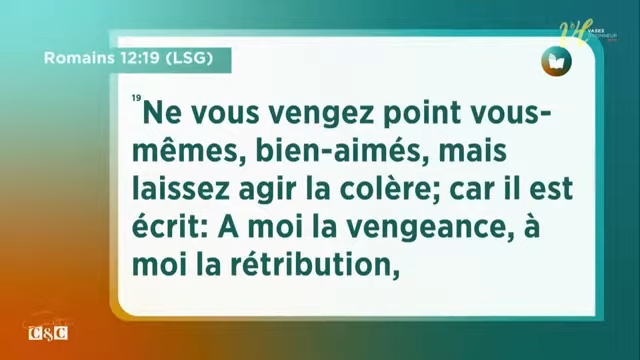 Romains 12:19 (LSG)
VASES
19
Ne vous vengez point vous-
mêmes, bien-aimés, mais
laissez agir la colère; car il est
écrit: A moi la vengeance, à
moi la rétribution,
C&C